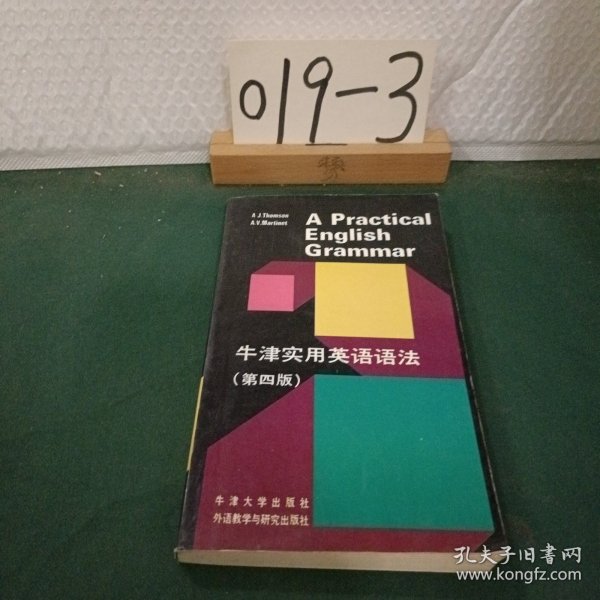 019-3
A.J.Thomson
A.V.Martinet
A Practical
English
Grammar
牛津实用英语语法
(第四版)
牛津大学出版社
外语教学与研究出版社
孔夫子旧书网
www.kongfz.com